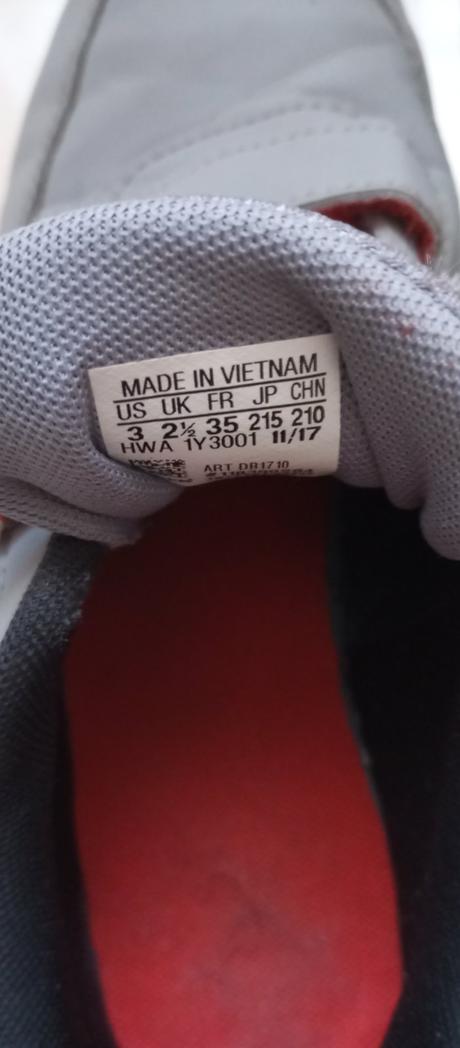 MADE IN VIETNAM
US UK FR JP CHN
3 2½ 35 215 210
HWA 1Y3001 11/17
ART DB1710